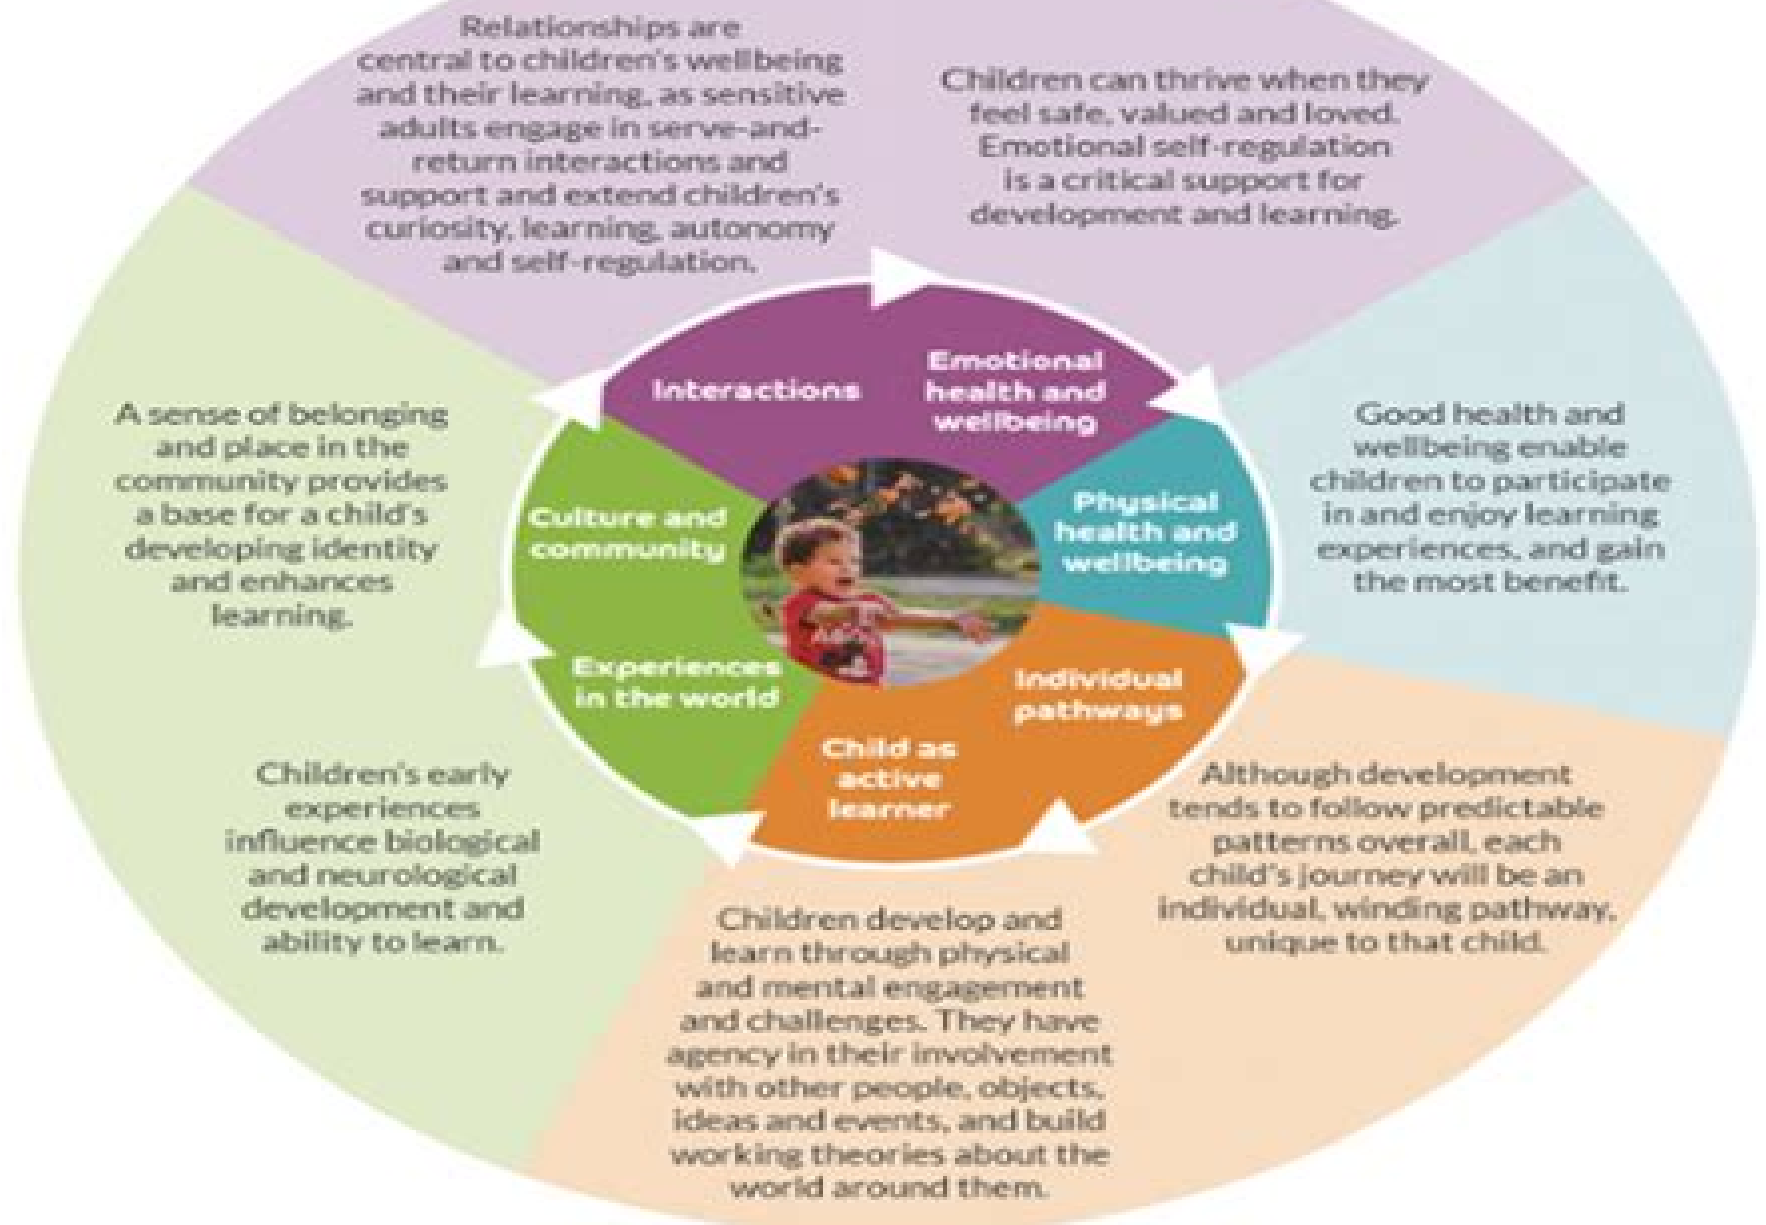 Relationships are
central to children's wellbeing
and their learning, as sensitive
adults engage in serve-and-
return interactions and
support and extend children's
curiosity, learning, autonomy
and self-regulation.
Children can thrive when they
feel safe, valued and loved.
Emotional self-regulation
is a critical support for
development and learning.
Good health and
wellbeing enable
children to participate
in and enjoy learning
experiences, and gain
the most benefit.
Although development
tends to follow predictable
patterns overall, each
child's journey will be an
individual, winding pathway,
unique to that child.
Children develop and
learn through physical
and mental engagement
and challenges. They have
agency in their involvement
with other people, objects,
ideas and events, and build
working theories about the
world around them.
Children's early
experiences
influence biological
and neurological
development and
ability to learn.
A sense of belonging
and place in the
community provides
a base for a child's
developing identity
and enhances
learning.
Interactions
Emotional
health and
wellbeing
Physical
health and
wellbeing
Individual
pathways
Child as
active
learner
Experiences
in the world
Culture and
community